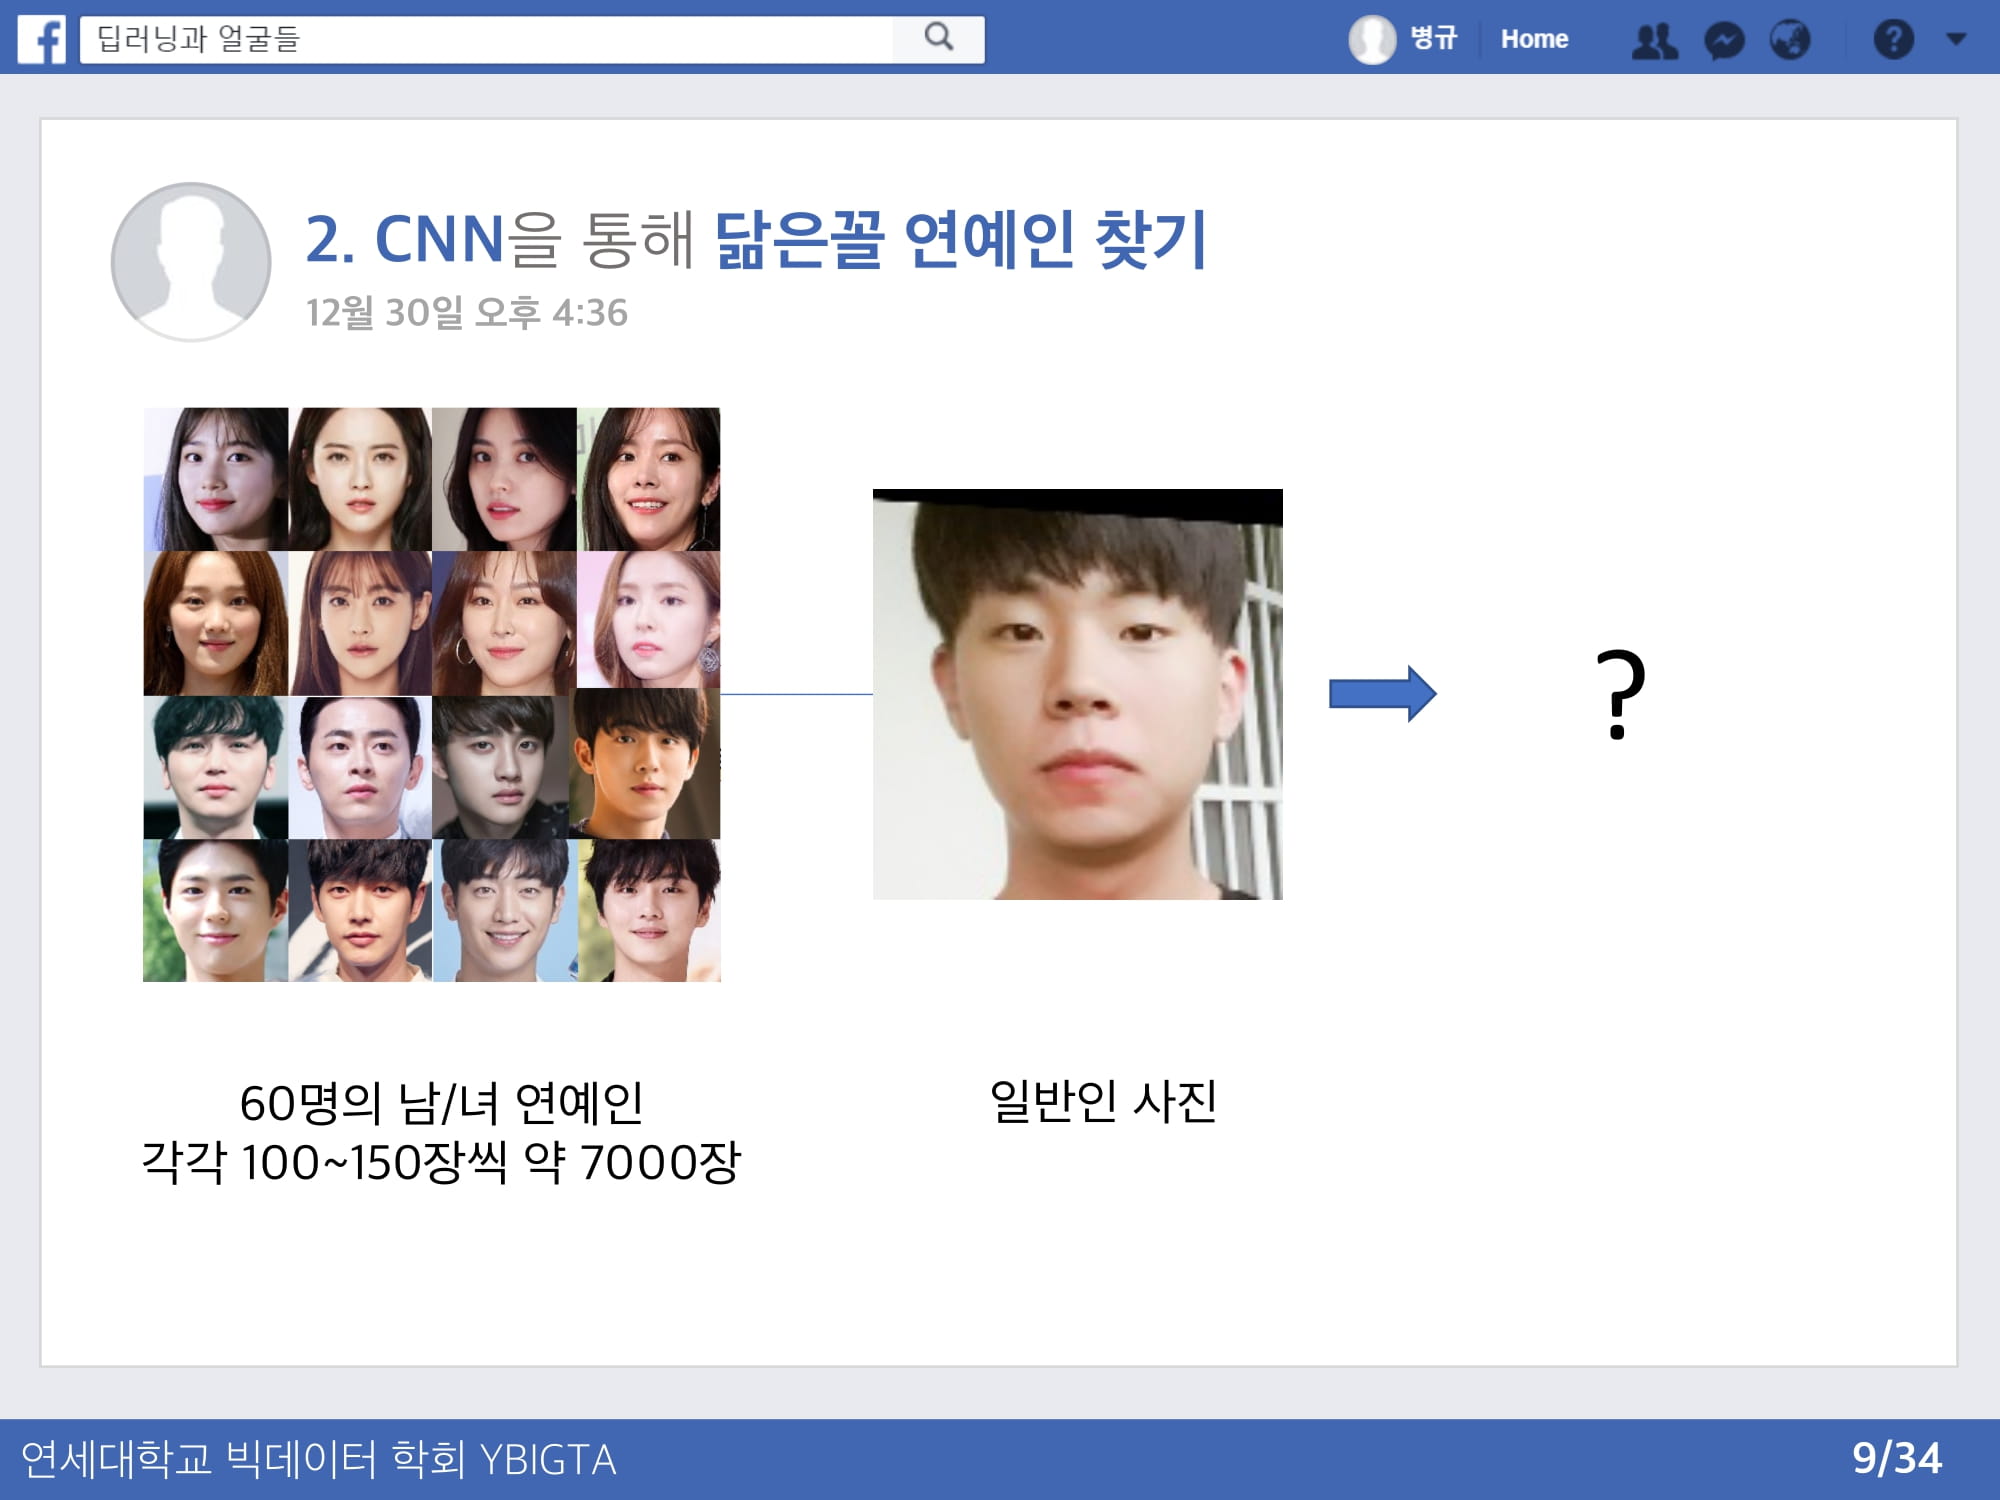 딥러닝과 얼굴들
병규
Home
2. CNN을 통해 닮은꼴 연예인 찾기
12월 30일 오후 4:36
?
60명의 남/녀 연예인
각각 100~150장씩 약 7000장
일반인 사진
연세대학교 빅데이터 학회 YBIGTA
9/34